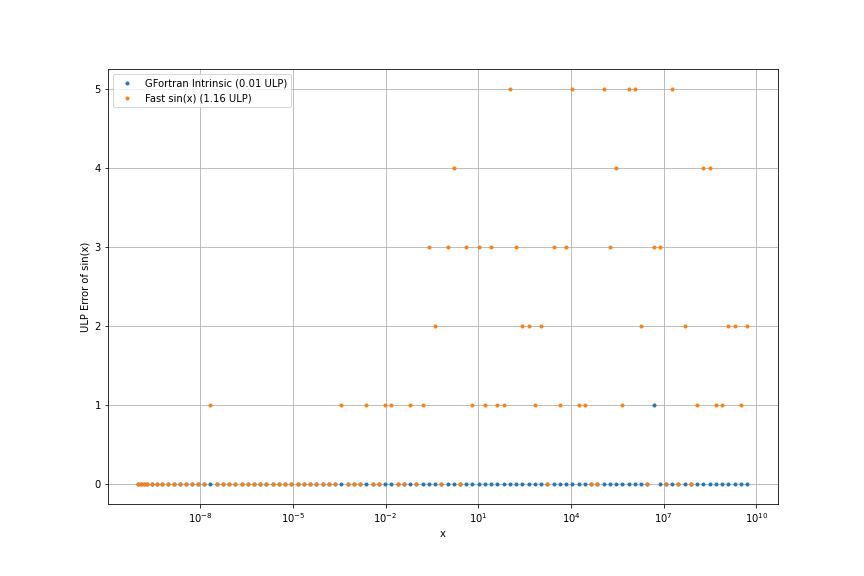 GFortran Intrinsic (0.01 ULP)
Fast sin(x) (1.16 ULP)
5
4
3
2
1
0
ULP Error of sin(x)
10⁻⁸ 10⁻⁵ 10⁻² 10¹ 10⁴ 10⁷ 10¹⁰
x